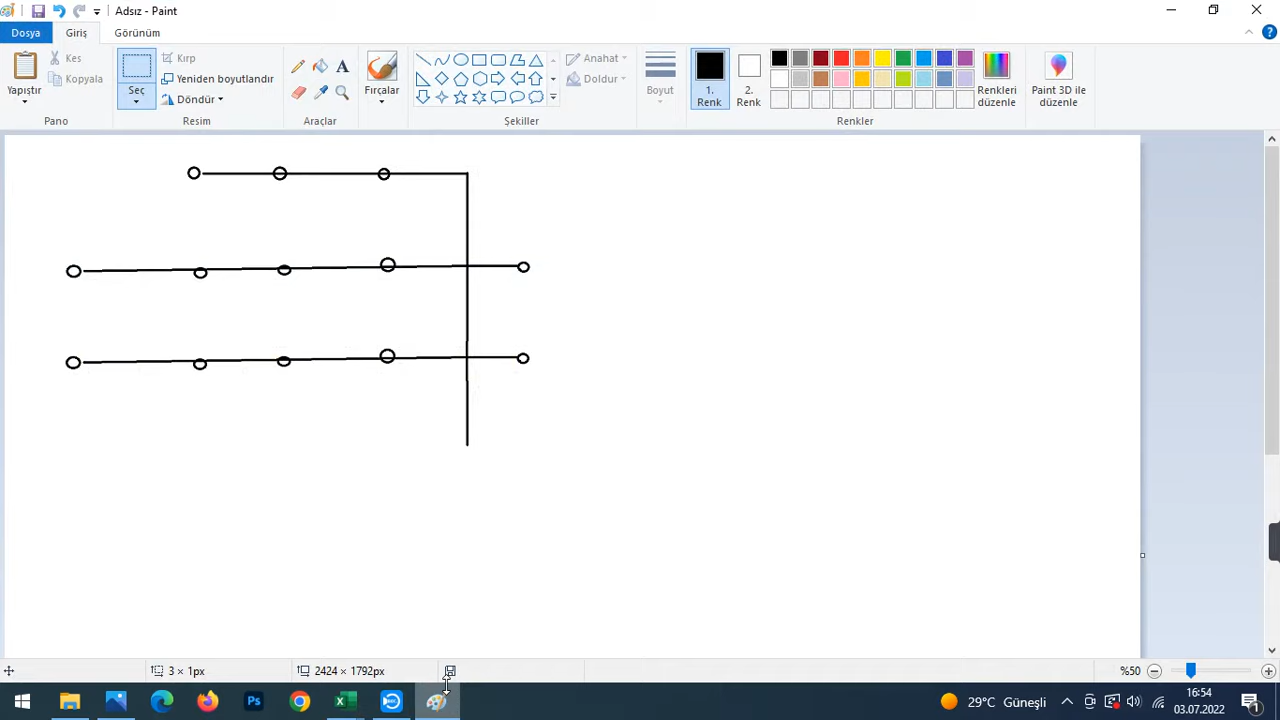 Adsız - Paint
Dosya Giriş Görünüm
Yapıştır
Kes
Kopyala
Pano
Seç
Kırp
Yeniden boyutlandır
Döndür
Resim
Araçlar
Fırçalar
Anahat
Doldur
Şekiller
Boyut
1. Renk
2. Renk
Renkler
Renkleri düzenle
Paint 3D ile düzenle
3 × 1px
2424 × 1792px
%50
Ps
29°C Güneşli
16:54
03.07.2022
1